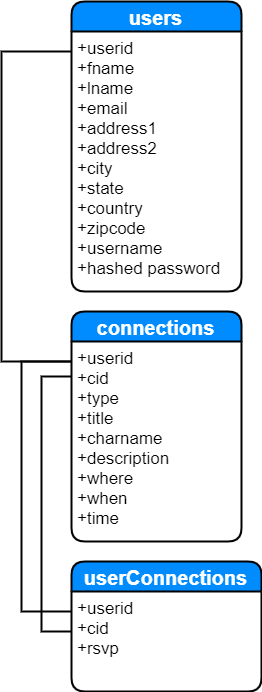 users
+userid
+fname
+lname
+email
+address1
+address2
+city
+state
+country
+zipcode
+username
+hashed password
connections
+userid
+cid
+type
+title
+charname
+description
+where
+when
+time
userConnections
+userid
+cid
+rsvp